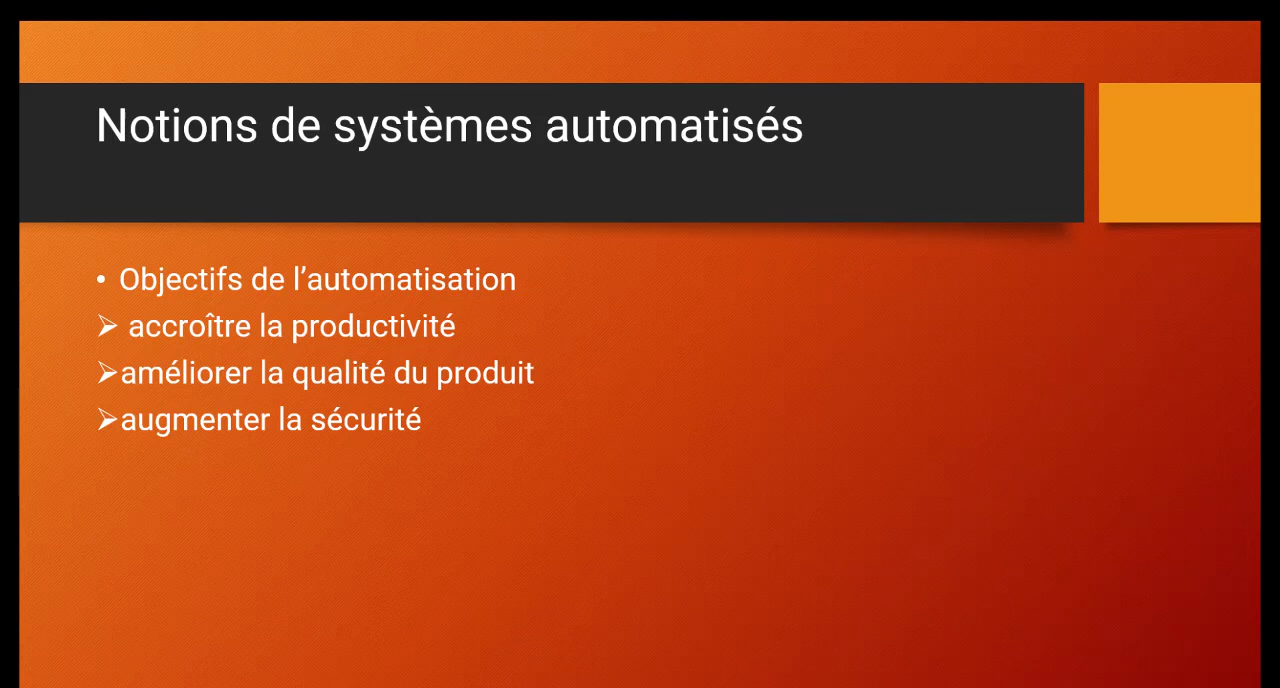 Notions de systèmes automatisés
• Objectifs de l’automatisation
➢ accroître la productivité
➢améliorer la qualité du produit
➢augmenter la sécurité